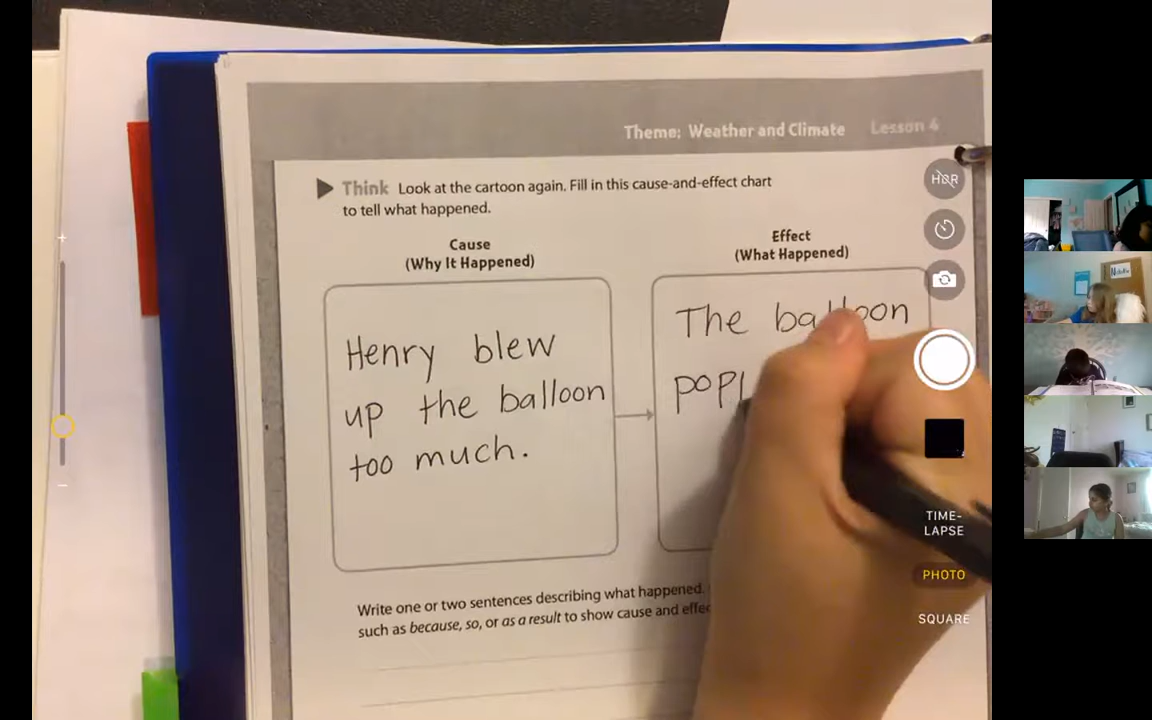 Theme: Weather and Climate Lesson 4
Think Look at the cartoon again. Fill in this cause-and-effect chart
to tell what happened.
Cause
(Why It Happened)
Effect
(What Happened)
Henry blew
up the balloon
too much.
The balloon
Write one or two sentences describing what happened.
such as because, so, or as a result to show cause and
HDR
TIME-
LAPSE
PHOTO
SQUARE